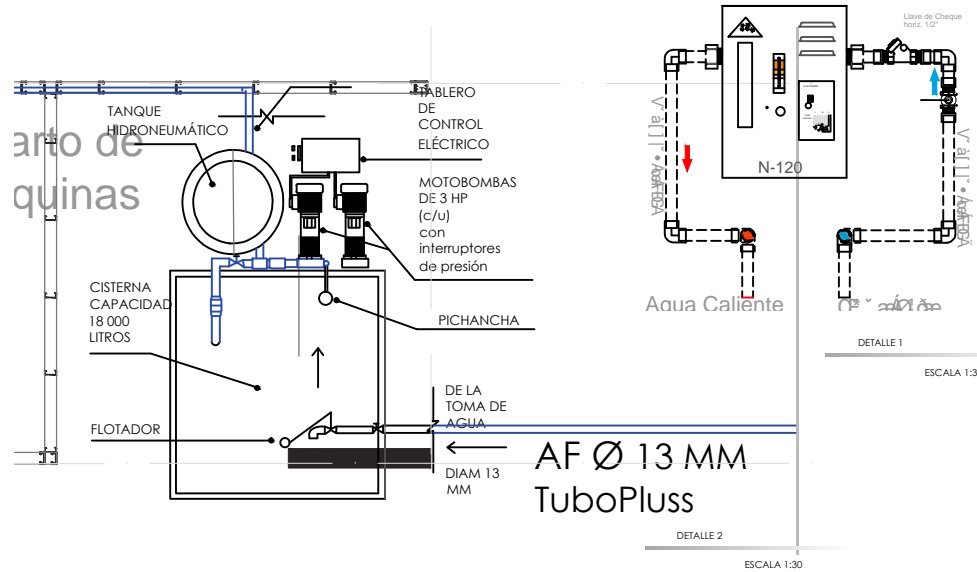 Llave de Cheque
horiz. 1/2"
TABLERO
DE
CONTROL
ELÉCTRICO
TANQUE
HIDRONEUMÁTICO
arto de
quinas
MOTOBOMBAS
DE 3 HP
(c/u)
con
interruptores
de presión
N-120
CISTERNA
CAPACIDAD
18 000
LITROS
PICHANCHA
Agua Caliente
DETALLE 1
ESCALA 1:3
DE LA
TOMA DE
AGUA
FLOTADOR
DIAM 13
MM
AF Ø 13 MM
TuboPluss
DETALLE 2
ESCALA 1:30